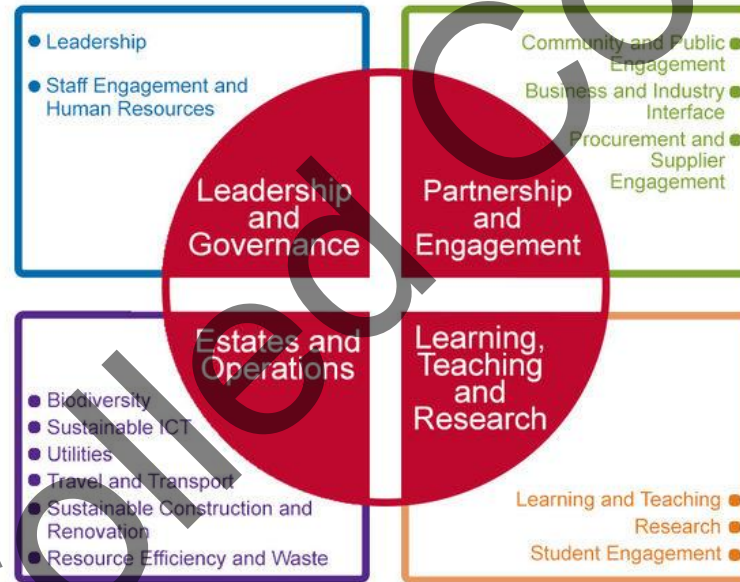 Leadership
Staff Engagement and
Human Resources
Community and Public
Engagement
Business and Industry
Interface
Procurement and
Supplier
Engagement
Leadership
and
Governance
Partnership
and
Engagement
Estates and
Operations
Learning,
Teaching
and
Research
Biodiversity
Sustainable ICT
Utilities
Travel and Transport
Sustainable Construction and
Renovation
Resource Efficiency and Waste
Learning and Teaching
Research
Student Engagement